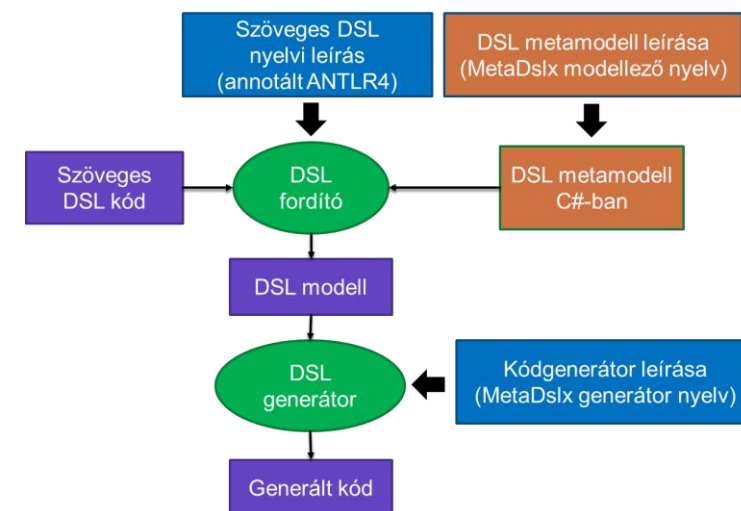 Szöveges DSL
nyelvi leírás
(annotált ANTLR4)
DSL metamodell leírása
(MetaDslx modellező nyelv)
Szöveges
DSL kód
DSL
fordító
DSL metamodell
C#-ban
DSL modell
DSL
generátor
Kódgenerátor leírása
(MetaDslx generátor nyelv)
Generált kód